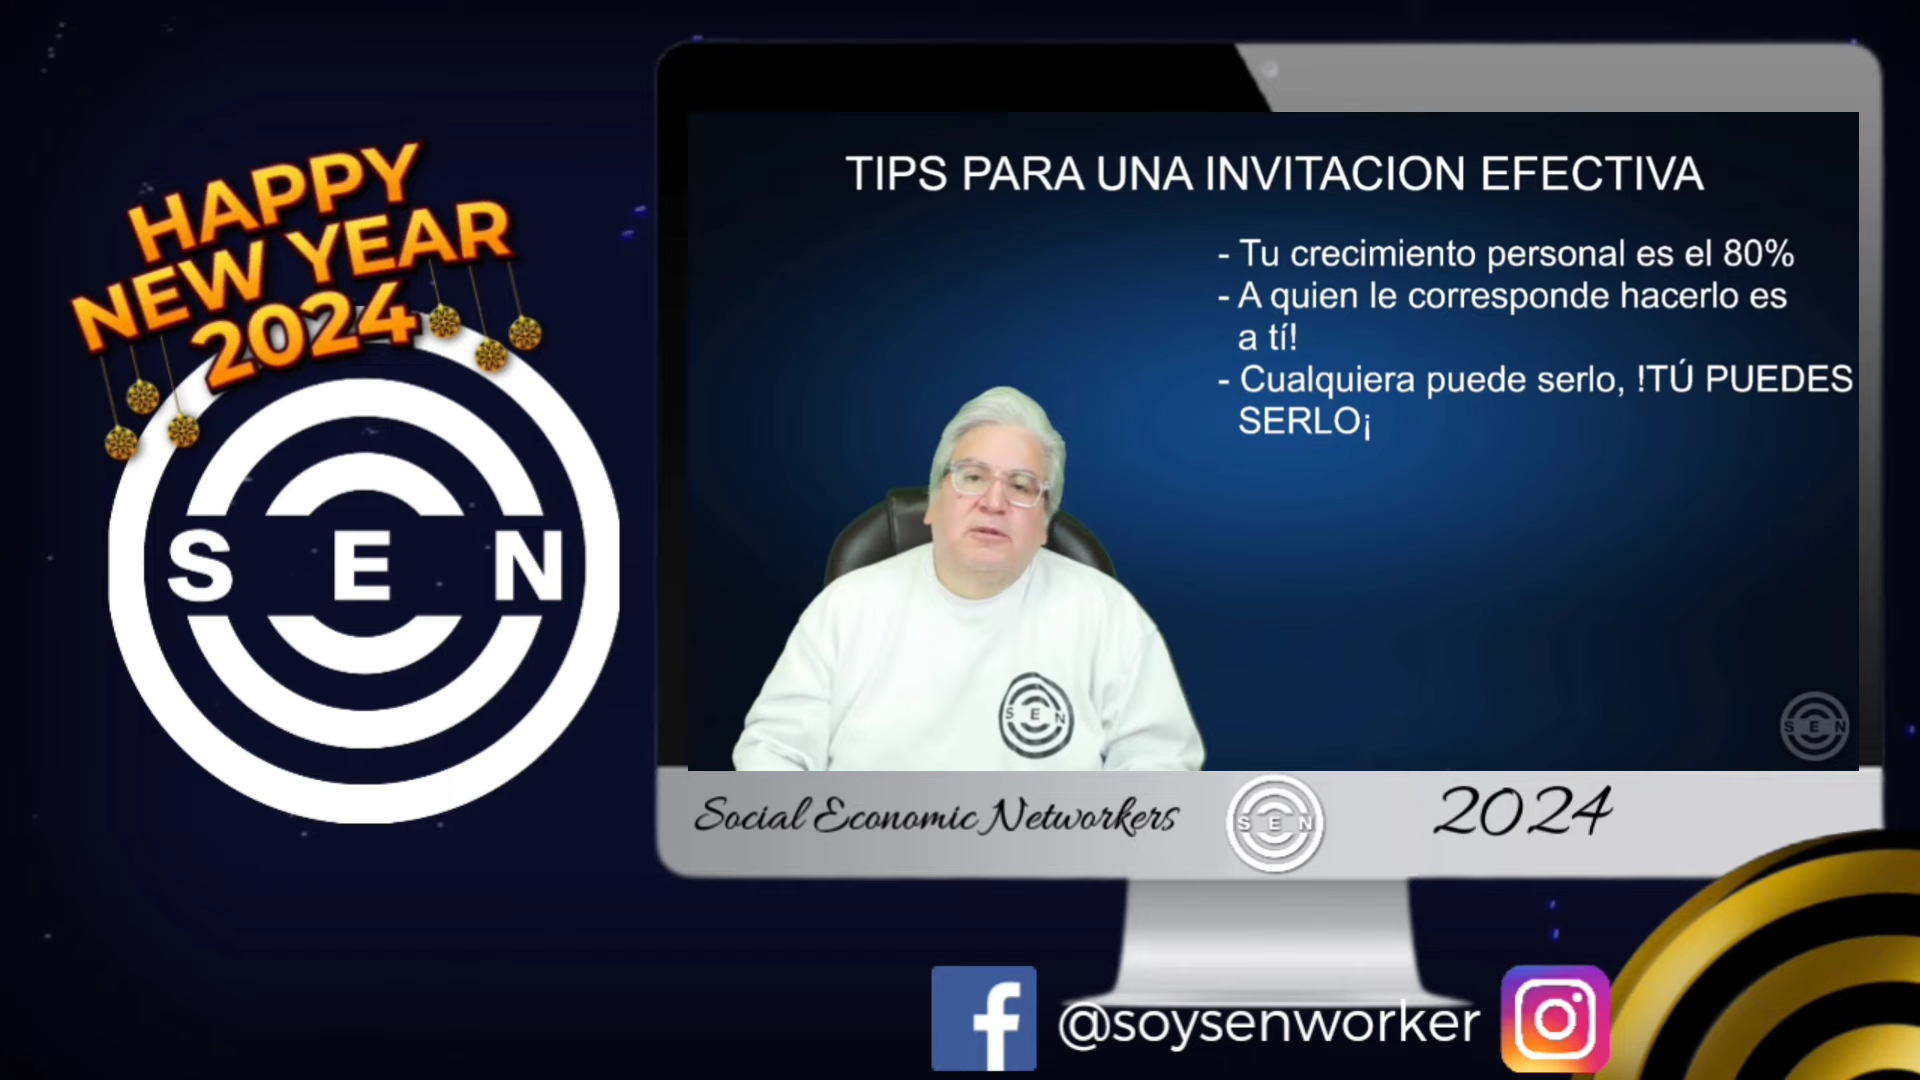 HAPPY
NEW YEAR
2024
S E N
TIPS PARA UNA INVITACION EFECTIVA
- Tu crecimiento personal es el 80%
- A quien le corresponde hacerlo es
a tí!
- Cualquiera puede serlo, !TÚ PUEDES
SERLO¡
S E N
S E N
Social Economic Networkers
S E N
2024
@soysenworker